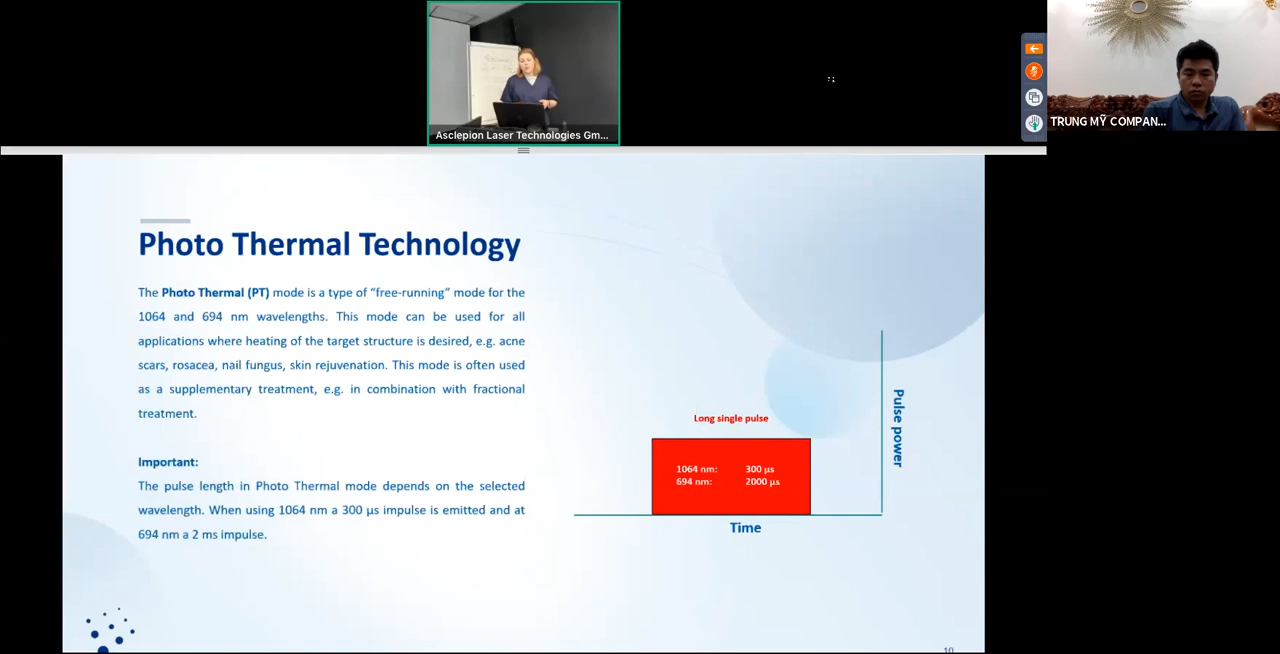 Asclepion Laser Technologies Gm...
TRUNG MỸ COMPAN...
Photo Thermal Technology
The Photo Thermal (PT) mode is a type of “free-running” mode for the
1064 and 694 nm wavelengths. This mode can be used for all
applications where heating of the target structure is desired, e.g. acne
scars, rosacea, nail fungus, skin rejuvenation. This mode is often used
as a supplementary treatment, e.g. in combination with fractional
treatment.
Important:
The pulse length in Photo Thermal mode depends on the selected
wavelength. When using 1064 nm a 300 µs impulse is emitted and at
694 nm a 2 ms impulse.
Long single pulse
1064 nm: 300 µs
694 nm: 2000 µs
Time
Pulse power
10